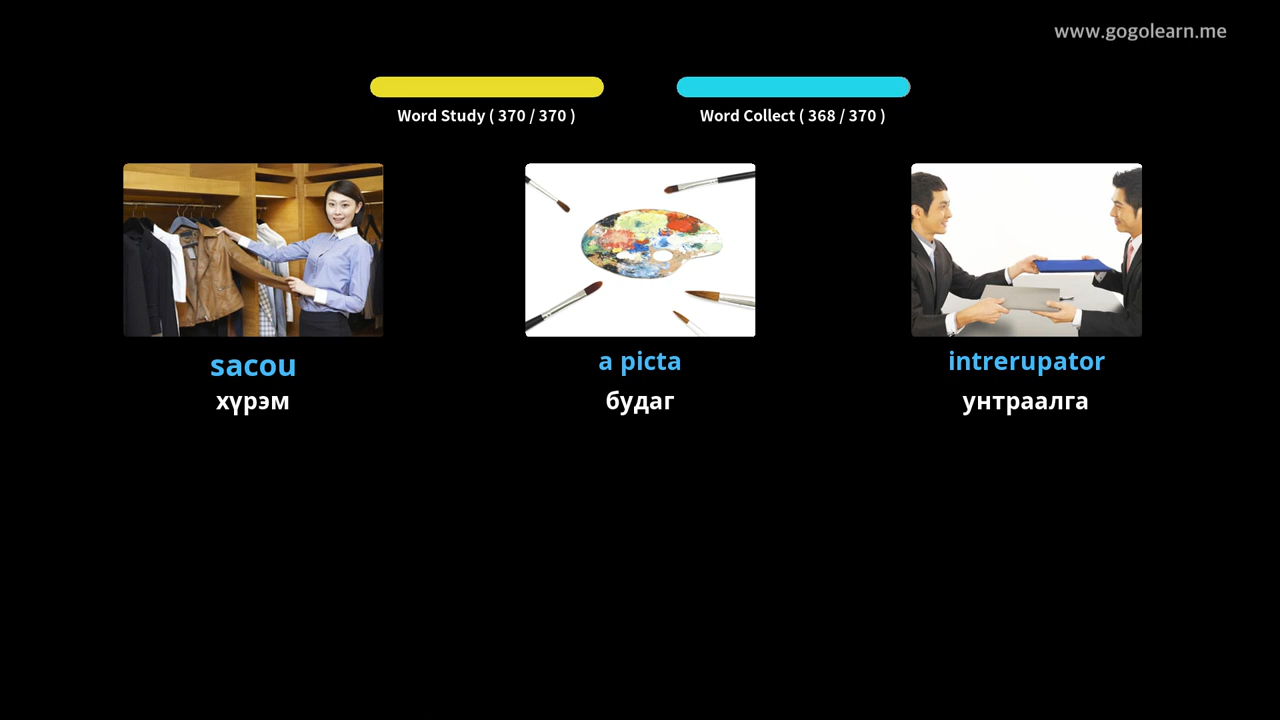 www.gogolearn.me
Word Study ( 370 / 370 )
Word Collect ( 368 / 370 )
sacou
a picta
intrerupator
хүрэм
будаг
унтраалга